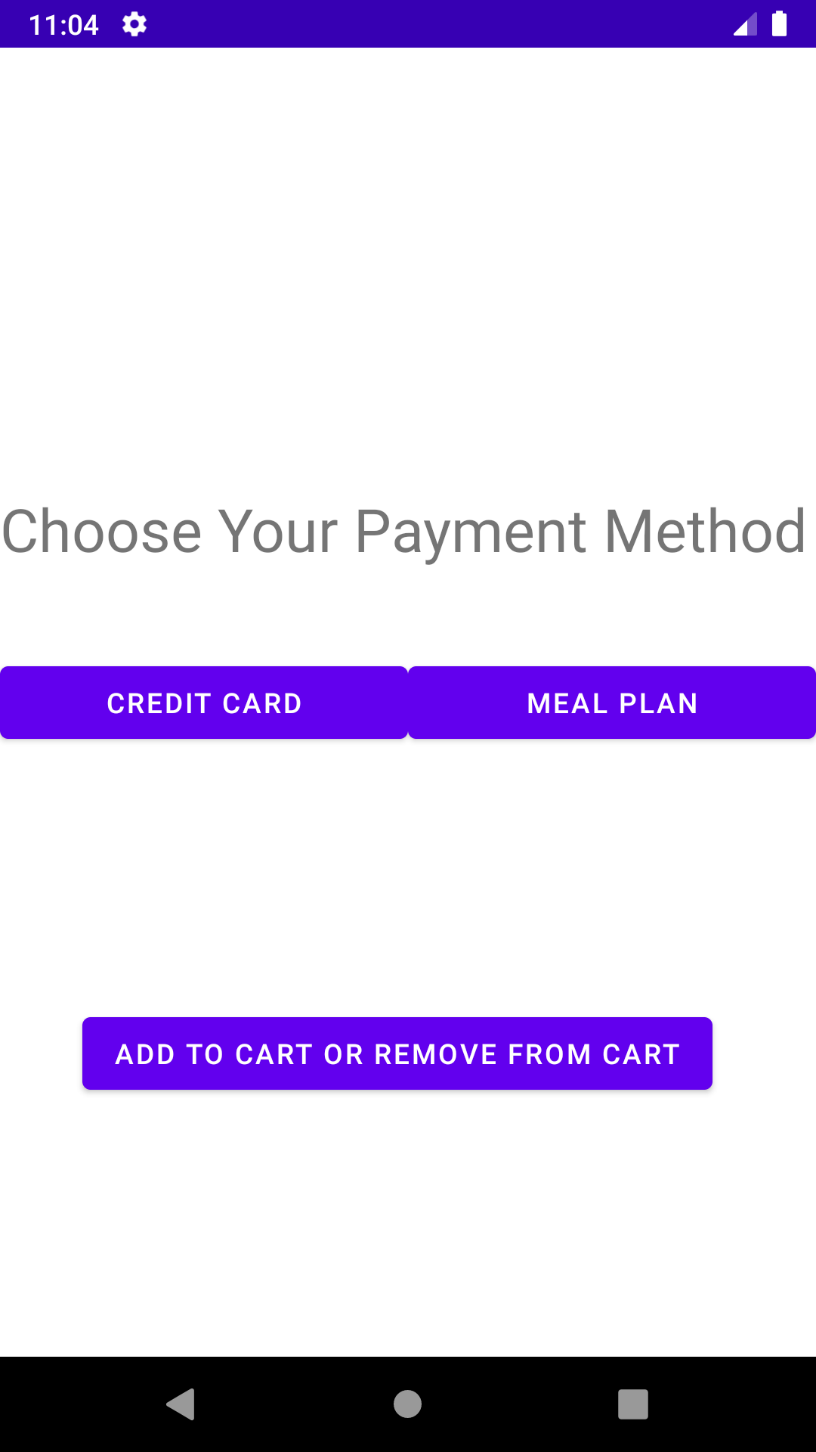 11:04
Choose Your Payment Method
CREDIT CARD MEAL PLAN
ADD TO CART OR REMOVE FROM CART